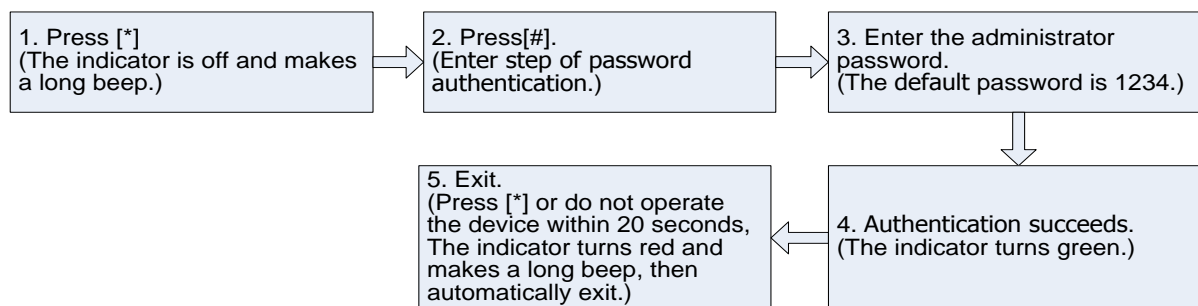 1. Press [*]
(The indicator is off and makes
a long beep.)
2. Press[#].
(Enter step of password
authentication.)
3. Enter the administrator
password.
(The default password is 1234.)
4. Authentication succeeds.
(The indicator turns green.)
5. Exit.
(Press [*] or do not operate
the device within 20 seconds,
The indicator turns red and
makes a long beep, then
automatically exit.)